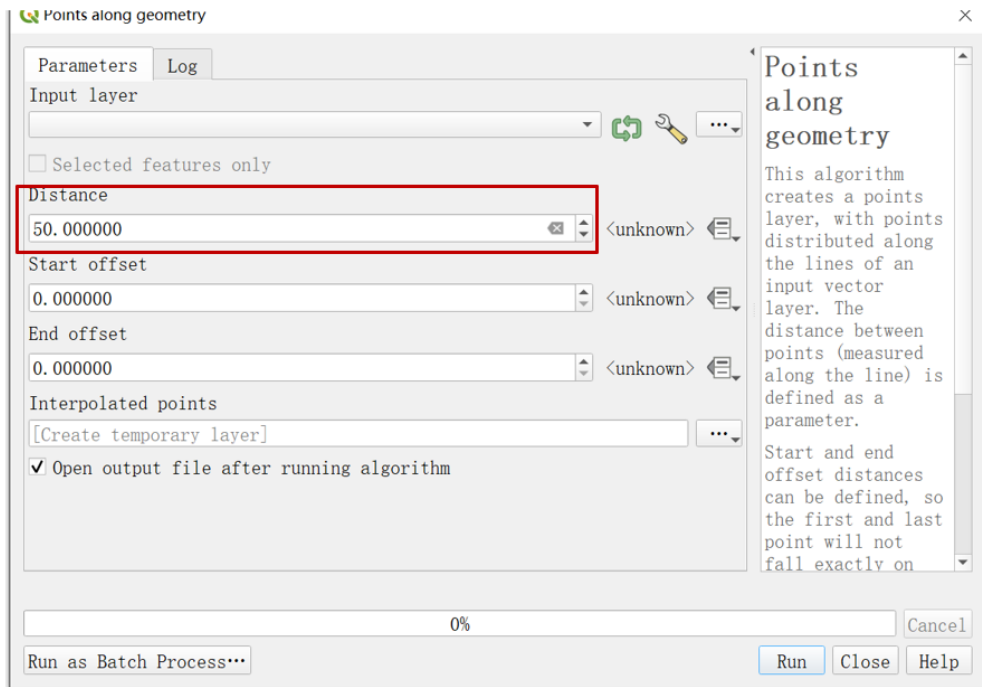 Points along geometry
Parameters
Log
Input layer
Selected features only
Distance
50.000000
<unknown>
Start offset
0.000000
<unknown>
End offset
0.000000
<unknown>
Interpolated points
[Create temporary layer]
Open output file after running algorithm
Points
along
geometry
This algorithm
creates a points
layer, with points
distributed along
the lines of an
input vector
layer. The
distance between
points (measured
along the line) is
defined as a
parameter.
Start and end
offset distances
can be defined, so
the first and last
point will not
fall exactly on
0%
Cancel
Run as Batch Process…
Run
Close
Help